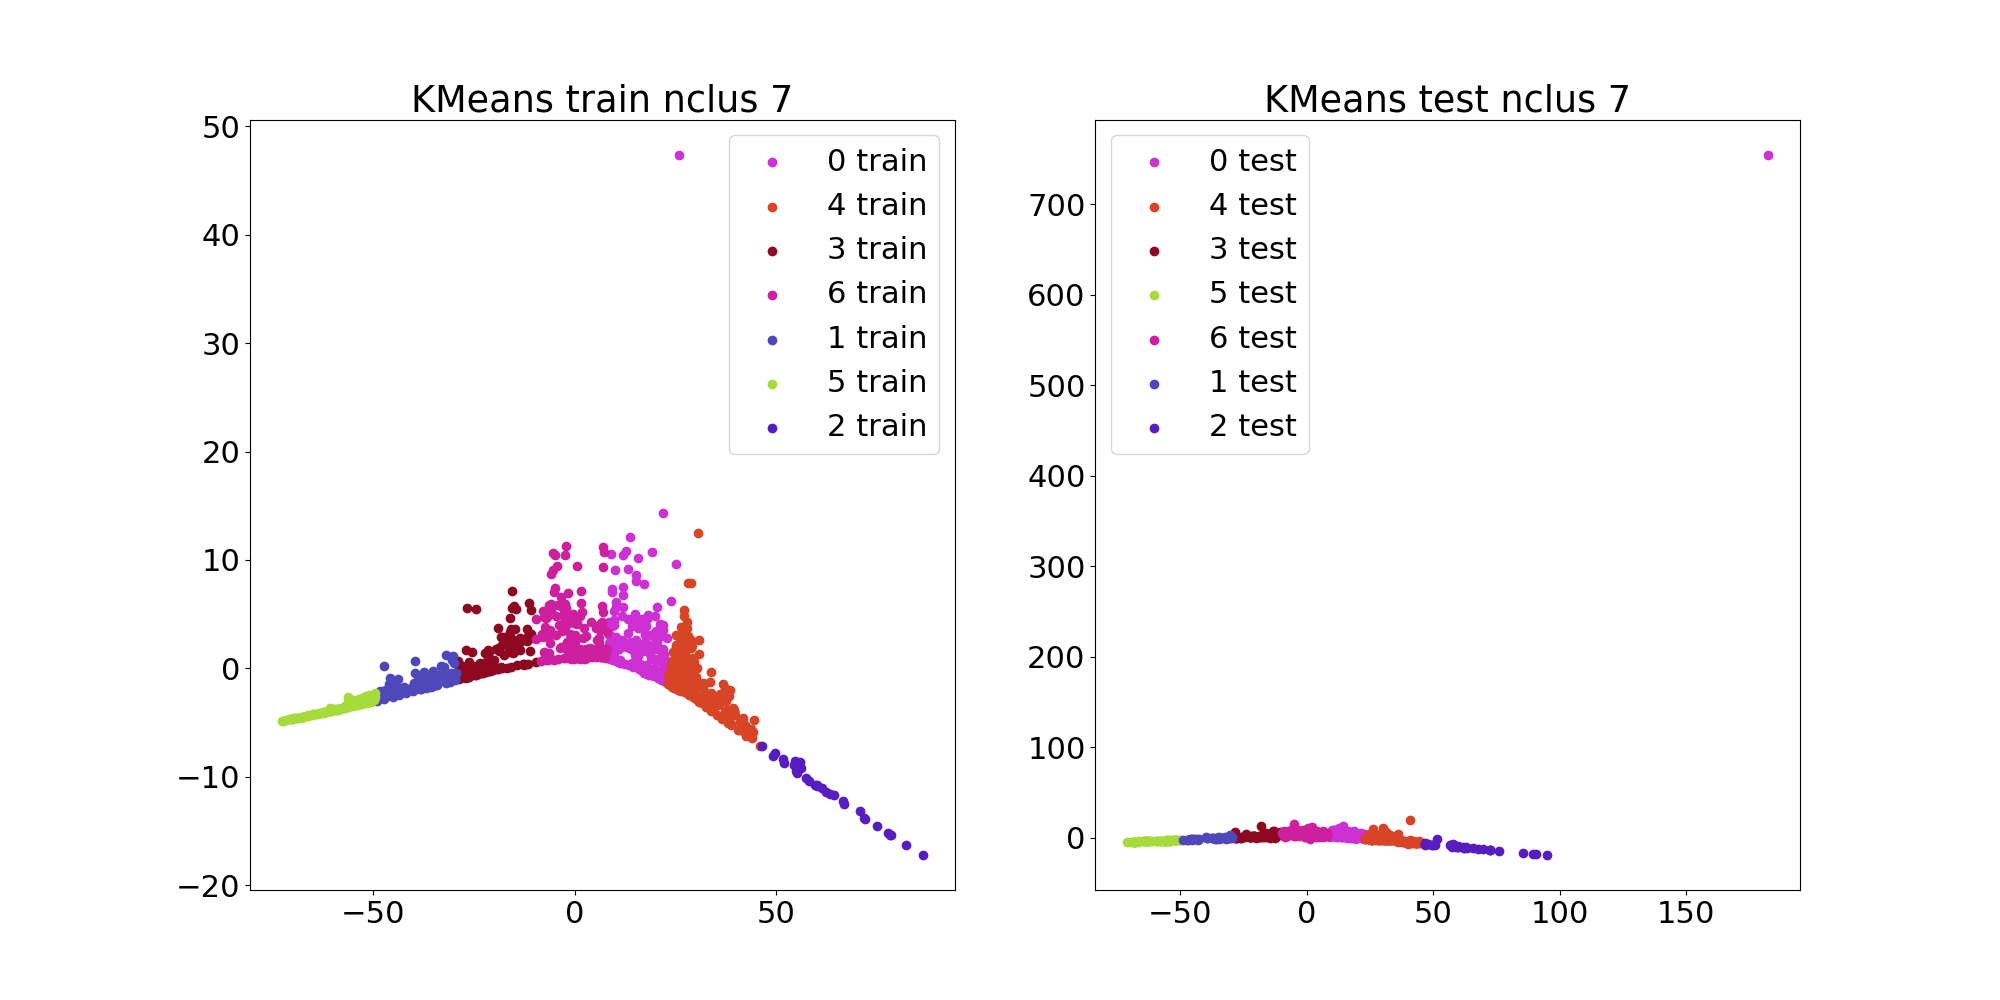 KMeans train nclus 7
50
40
30
20
10
0
−10
−20
−50
0
50
0 train
4 train
3 train
6 train
1 train
5 train
2 train
KMeans test nclus 7
700
600
500
400
300
200
100
0
−50
0
50
100
150
0 test
4 test
3 test
5 test
6 test
1 test
2 test